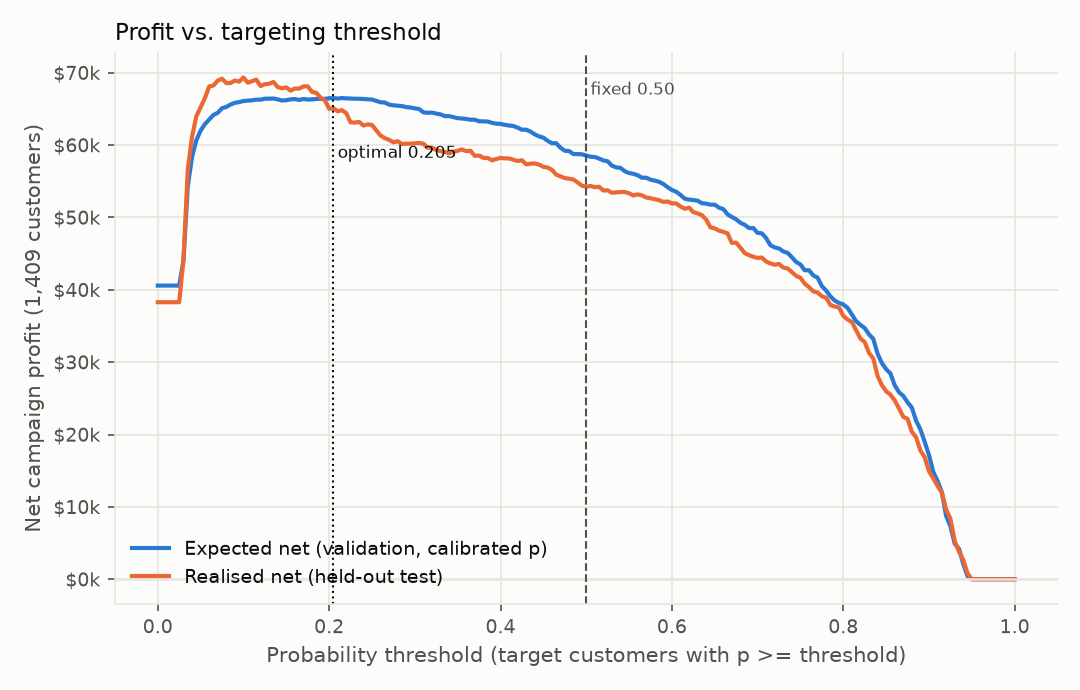 Profit vs. targeting threshold
Net campaign profit (1,409 customers)
$70k
$60k
$50k
$40k
$30k
$20k
$10k
$0k
fixed 0.50
optimal 0.205
Expected net (validation, calibrated p)
Realised net (held-out test)
0.0 0.2 0.4 0.6 0.8 1.0
Probability threshold (target customers with p >= threshold)